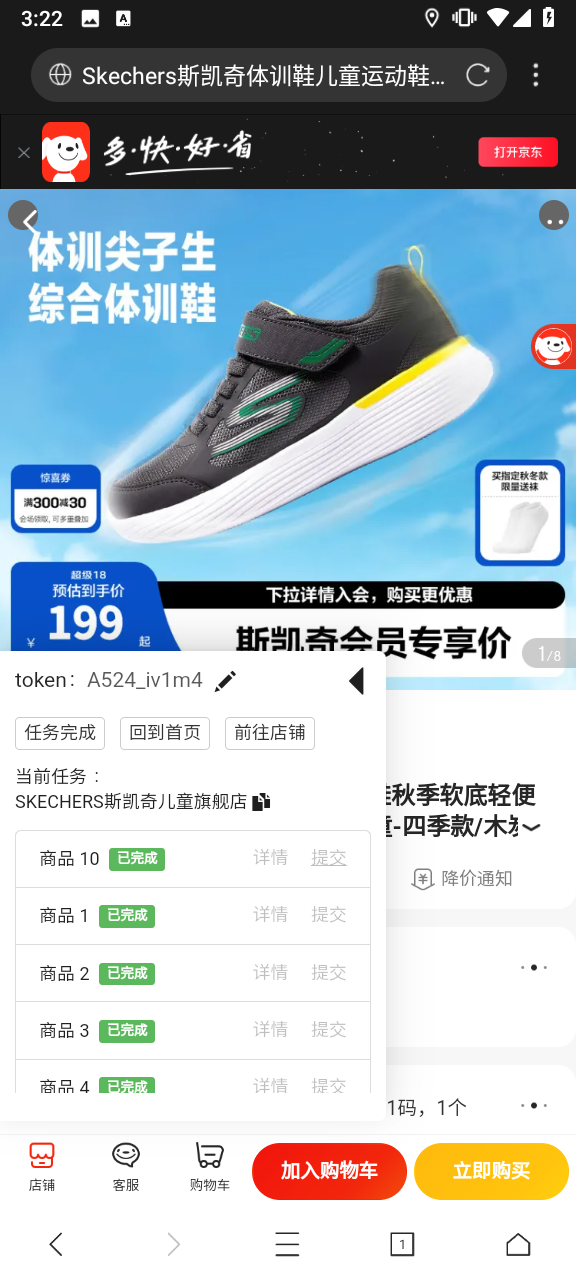 3:22
A
Skechers斯凯奇体训鞋儿童运动鞋...
多·快·好·省
打开京东
体训尖子生
综合体训鞋
惊喜券
满300减30
会场领取,可多重叠加
买指定秋冬款
限量送袜
超级18
预估到手价
¥199起
下拉详情入会，购买更优惠
斯凯奇会员专享价
1/8
token: A524_iv1m4
任务完成 回到首页 前往店铺
当前任务：
SKECHERS斯凯奇儿童旗舰店
秋季软底轻便
-四季款/木
降价通知
商品 10 已完成 详情 提交
商品 1 已完成 详情 提交
商品 2 已完成 详情 提交
商品 3 已完成 详情 提交
商品 4 已完成 详情 提交
1码，1个
店铺 客服 购物车 加入购物车 立即购买
1